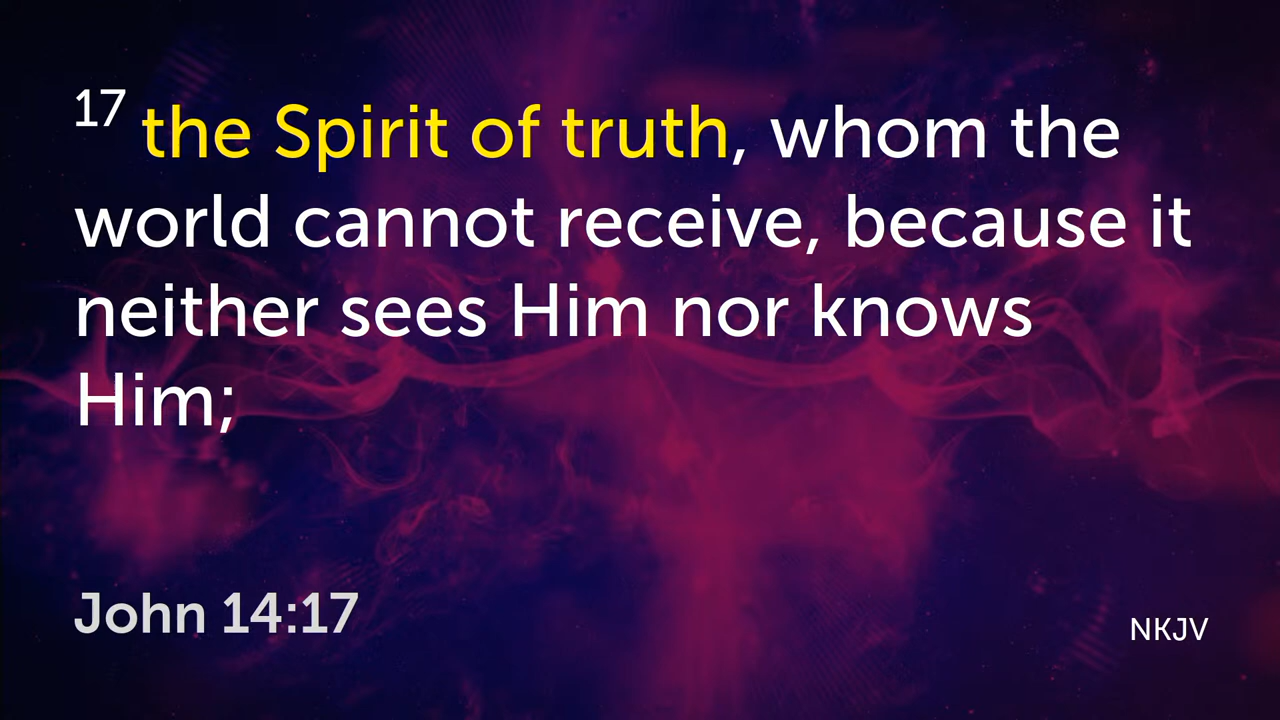 17 the Spirit of truth, whom the
world cannot receive, because it
neither sees Him nor knows
Him;
John 14:17
NKJV